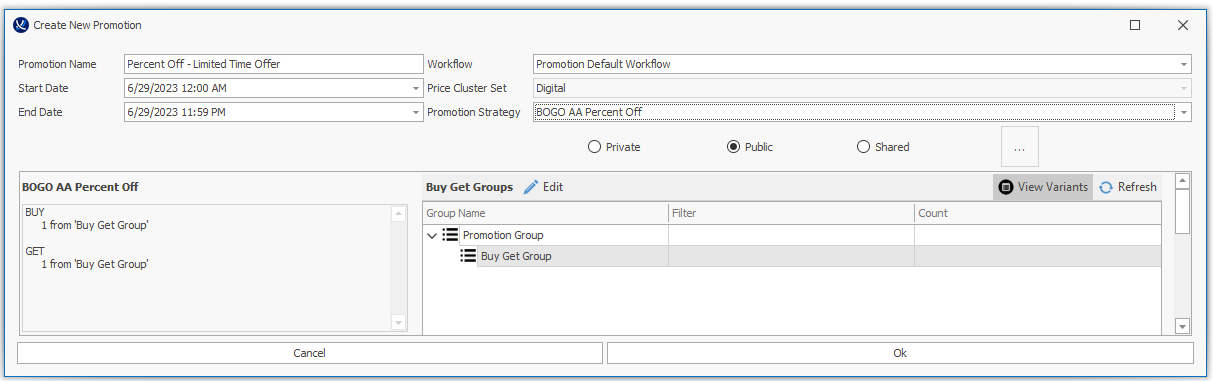 Create New Promotion
Promotion Name Percent Off - Limited Time Offer Workflow Promotion Default Workflow
Start Date 6/29/2023 12:00 AM Price Cluster Set Digital
End Date 6/29/2023 11:59 PM Promotion Strategy BOGO AA Percent Off
Private Public Shared ...
BOGO AA Percent Off
BUY
1 from 'Buy Get Group'
GET
1 from 'Buy Get Group'
Buy Get Groups Edit View Variants Refresh
Group Name Filter Count
Promotion Group
Buy Get Group
Cancel Ok